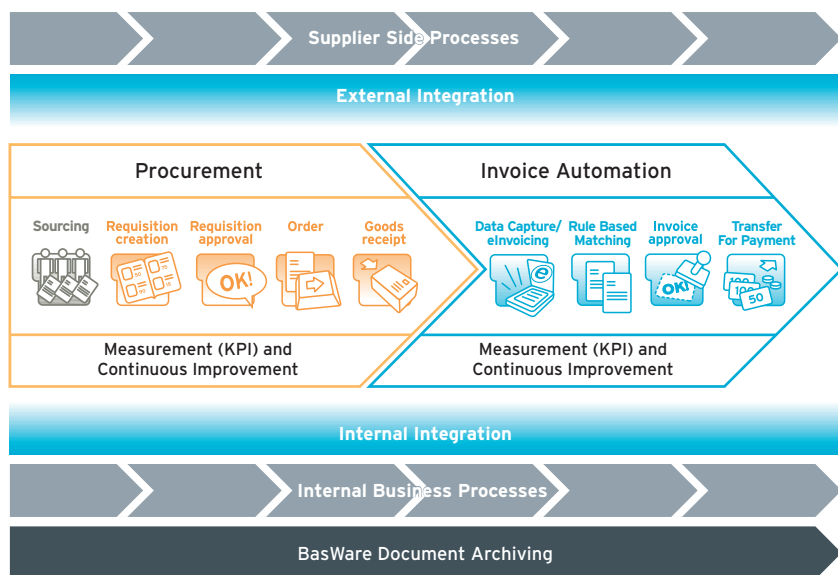 Supplier Side Processes
External Integration
Procurement
Invoice Automation
Sourcing
Requisition
creation
Requisition
approval
Order
Goods
receipt
Data Capture/
eInvoicing
Rule Based
Matching
Invoice
approval
Transfer
For Payment
OK!
OK!
100
100
50
Measurement (KPI) and
Continuous Improvement
Measurement (KPI) and
Continuous Improvement
Internal Integration
Internal Business Processes
BasWare Document Archiving